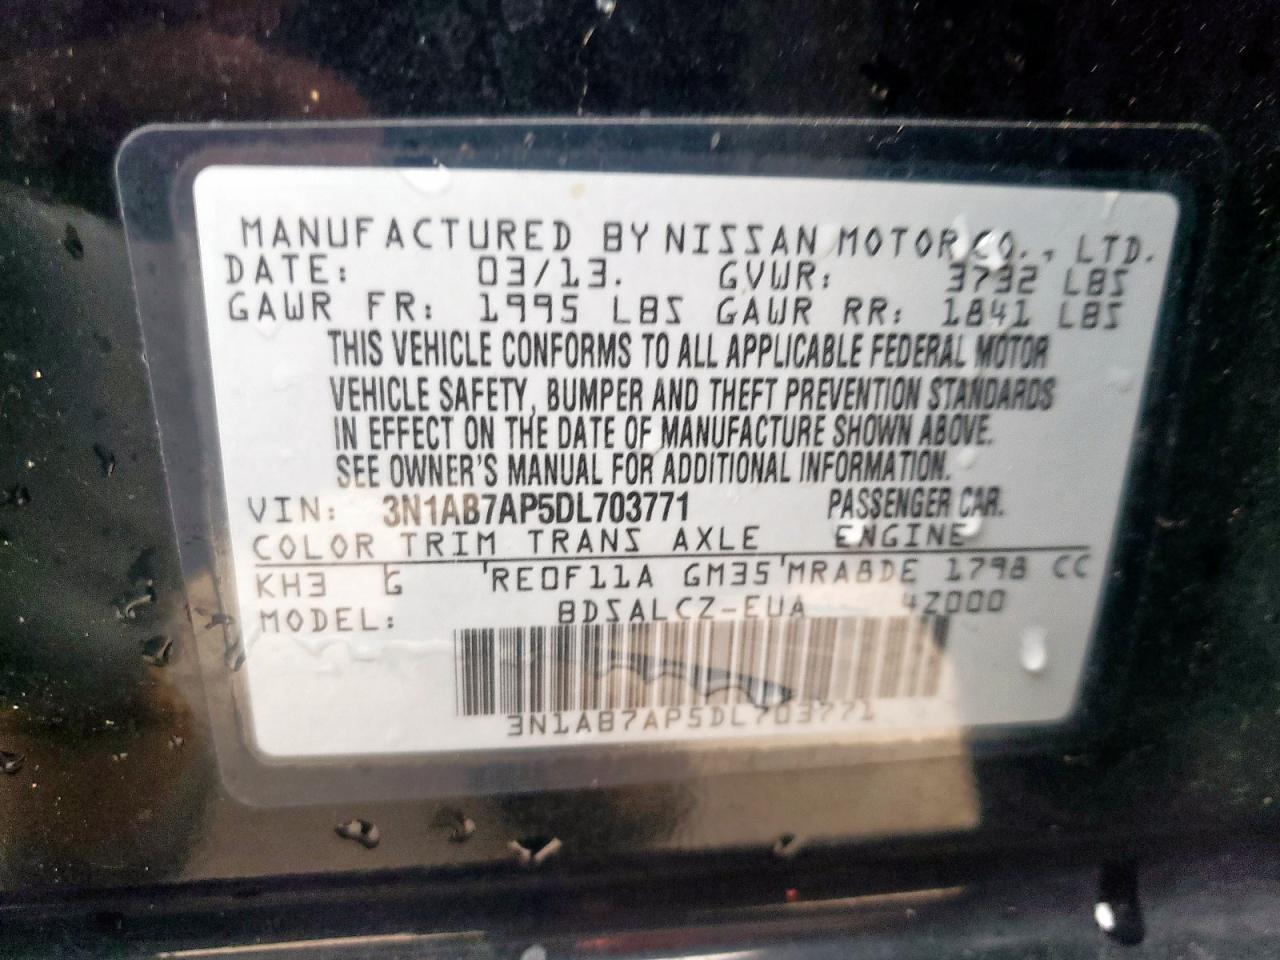 MANUFACTURED BY NISSAN MOTOR CO., LTD.
DATE: 03/13. GVWR: 3732 LBS
GAWR FR: 1995 LBS GAWR RR: 1841 LBS
THIS VEHICLE CONFORMS TO ALL APPLICABLE FEDERAL MOTOR
VEHICLE SAFETY, BUMPER AND THEFT PREVENTION STANDARDS
IN EFFECT ON THE DATE OF MANUFACTURE SHOWN ABOVE.
SEE OWNER'S MANUAL FOR ADDITIONAL INFORMATION.
VIN: 3N1AB7AP5DL703771 PASSENGER CAR.
COLOR TRIM TRANS AXLE ENGINE
KH3 G RE0F11A GM35 MRA8DE 1798 CC
MODEL: BDSALCZ-EUA 4Z000
3N1AB7AP5DL703771